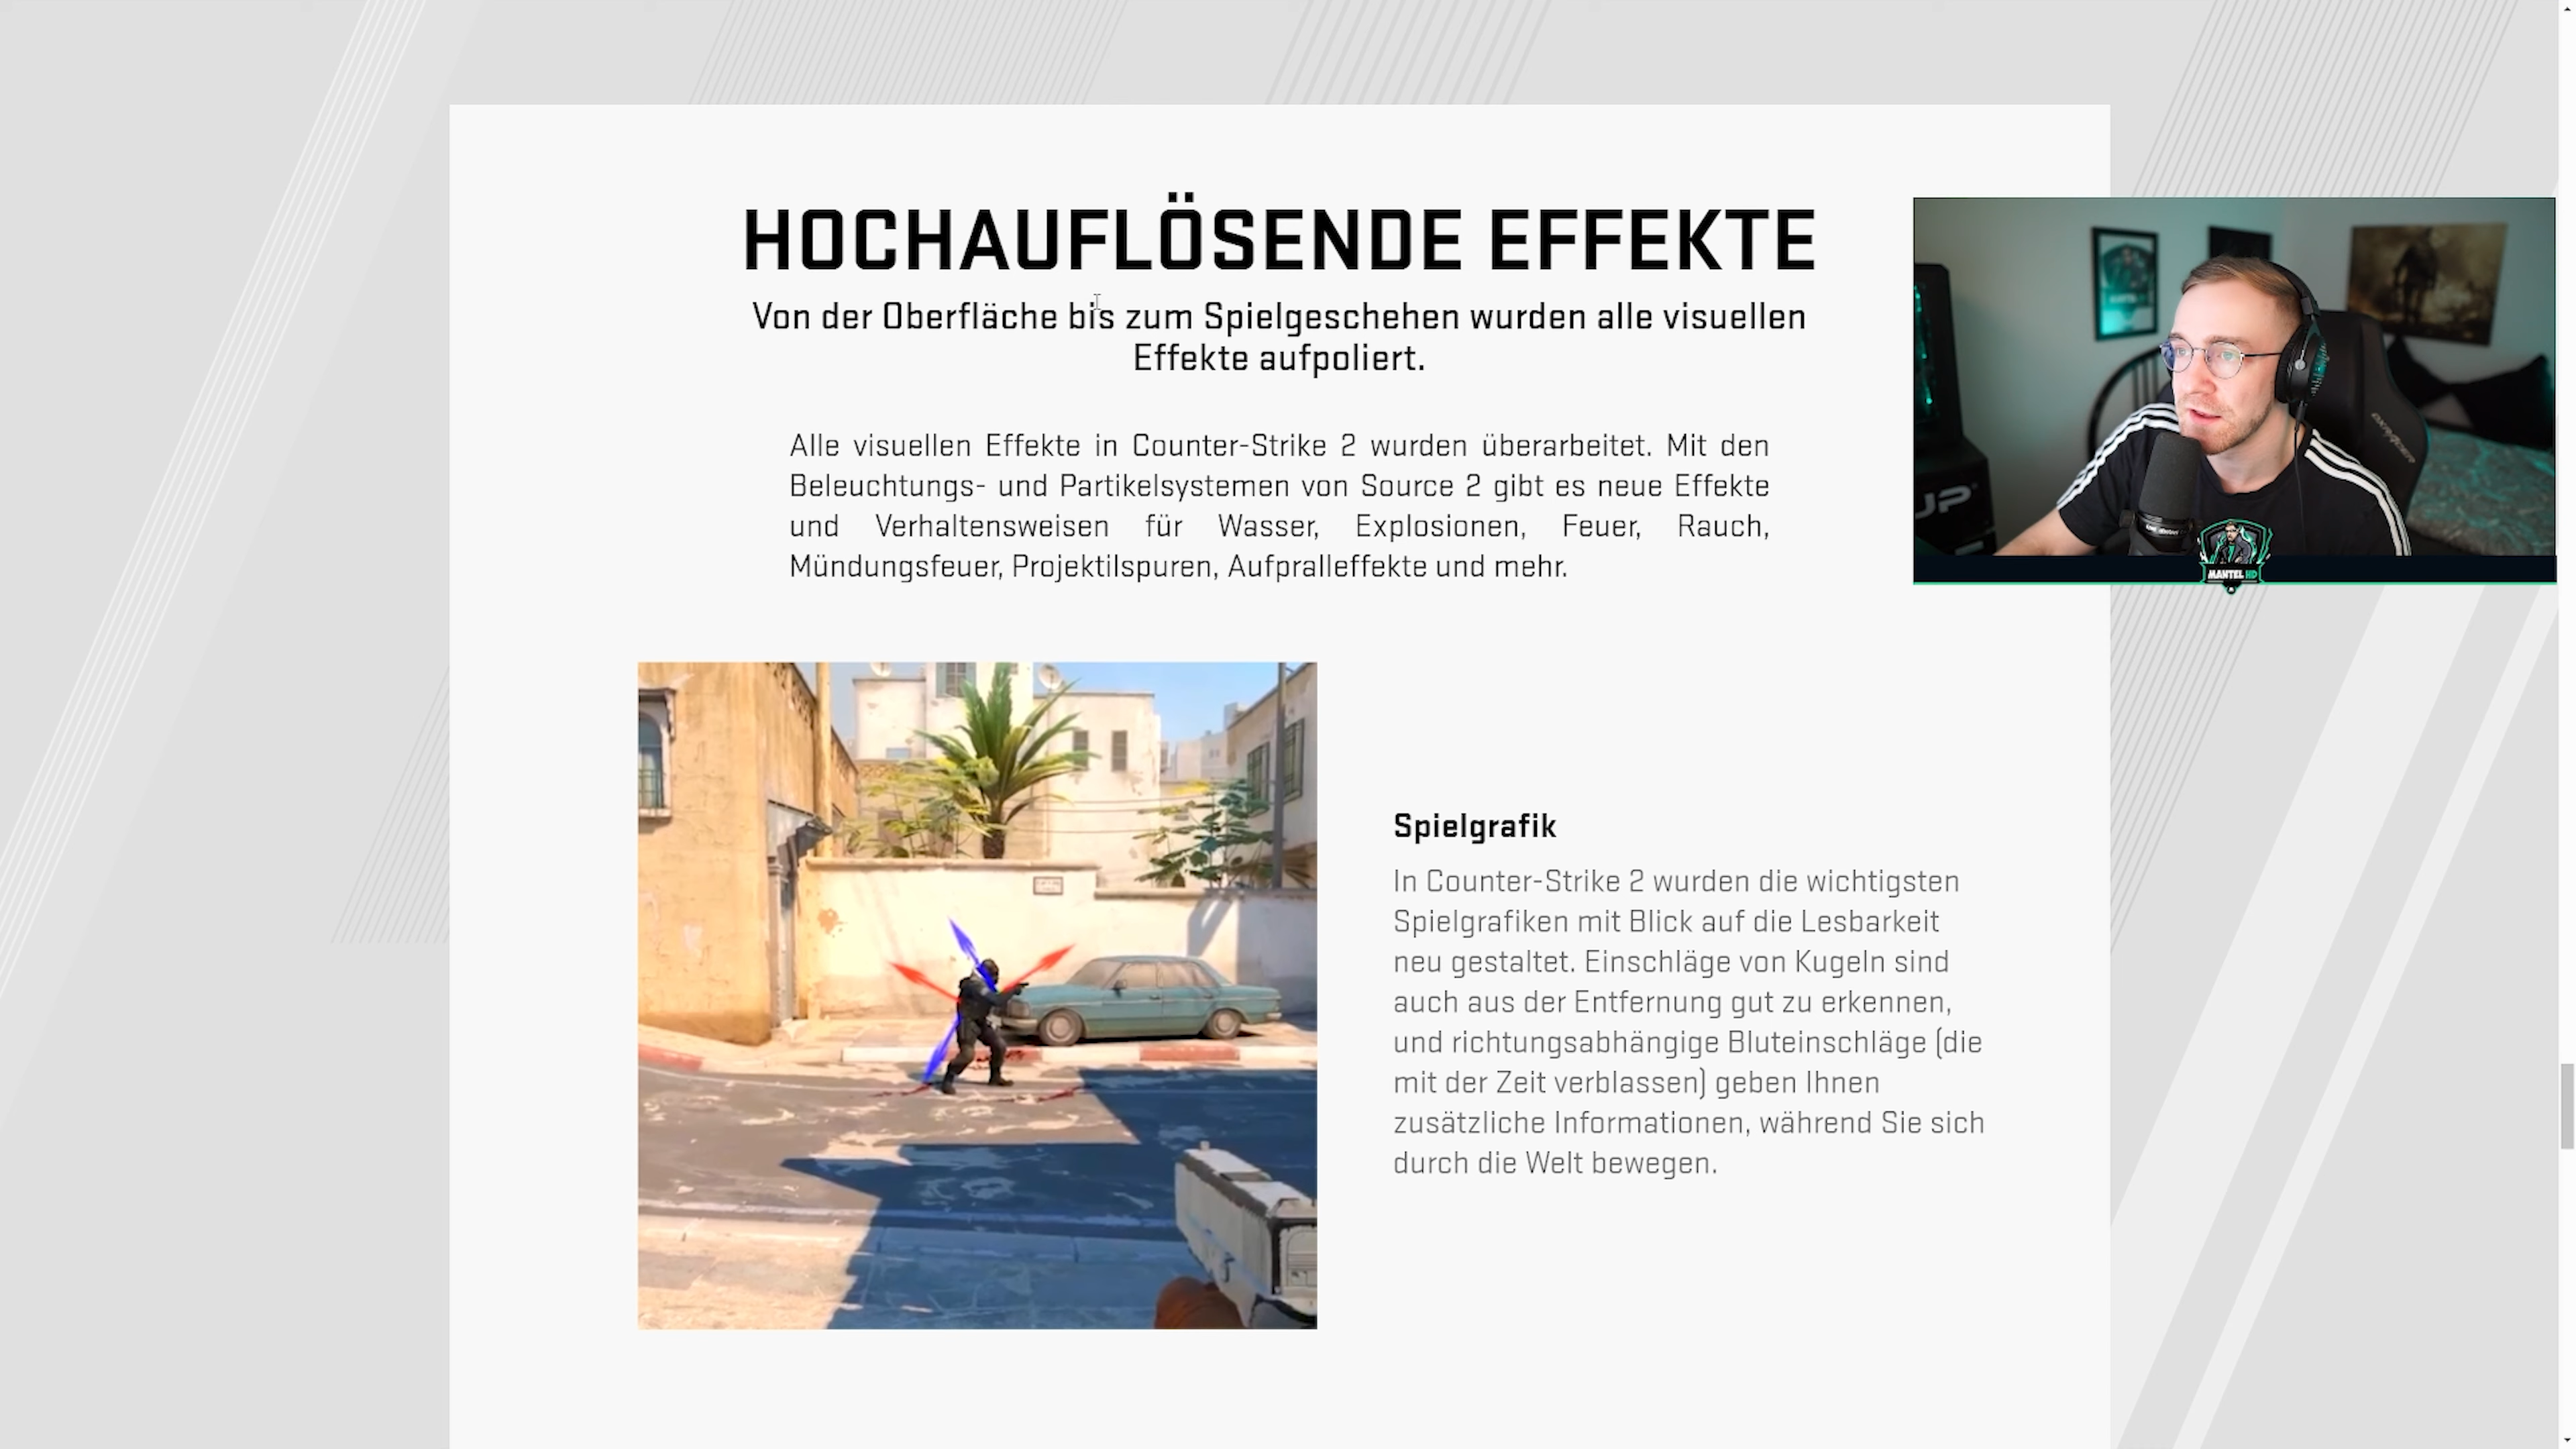 HOCHAUFLÖSENDE EFFEKTE
Von der Oberfläche bis zum Spielgeschehen wurden alle visuellen
Effekte aufpoliert.
Alle visuellen Effekte in Counter-Strike 2 wurden überarbeitet. Mit den
Beleuchtungs- und Partikelsystemen von Source 2 gibt es neue Effekte
und Verhaltensweisen für Wasser, Explosionen, Feuer, Rauch,
Mündungsfeuer, Projektilspuren, Aufpralleffekte und mehr.
MANTEL HD
Spielgrafik
In Counter-Strike 2 wurden die wichtigsten
Spielgrafiken mit Blick auf die Lesbarkeit
neu gestaltet. Einschläge von Kugeln sind
auch aus der Entfernung gut zu erkennen,
und richtungsabhängige Bluteinschläge (die
mit der Zeit verblassen) geben Ihnen
zusätzliche Informationen, während Sie sich
durch die Welt bewegen.